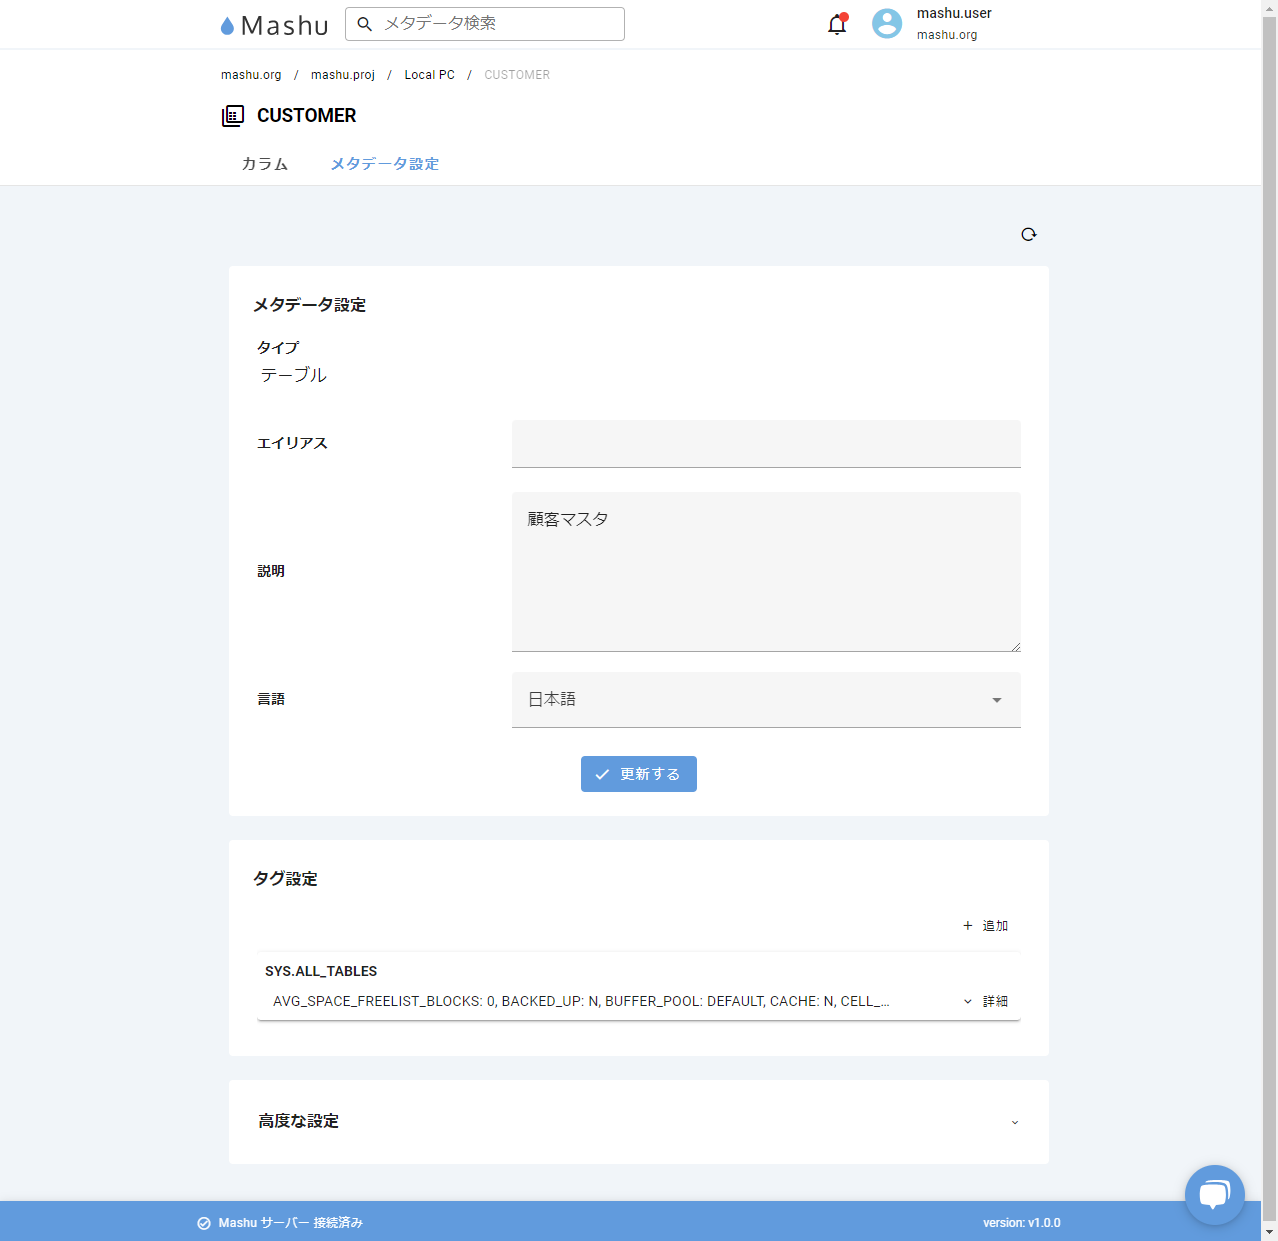 Mashu
メタデータ検索
mashu.user
mashu.org
mashu.org / mashu.proj / Local PC / CUSTOMER
CUSTOMER
カラム メタデータ設定
メタデータ設定
タイプ
テーブル
エイリアス
説明
顧客マスタ
言語
日本語
更新する
タグ設定
+ 追加
SYS.ALL_TABLES
AVG_SPACE_FREELIST_BLOCKS: 0, BACKED_UP: N, BUFFER_POOL: DEFAULT, CACHE: N, CELL_...
詳細
高度な設定
Mashu サーバー 接続済み
version: v1.0.0